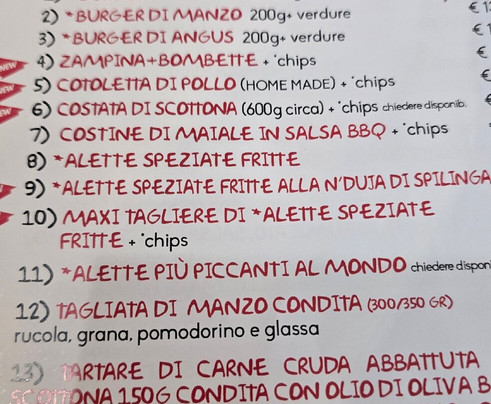 2) *BURGER DI MANZO 200g+ verdure
3) *BURGER DI ANGUS 200g+ verdure
NEW 4) ZAMPINA+BOMBETTE + *chips
NEW 5) COTOLETTA DI POLLO (HOME MADE) + *chips
6) COSTATA DI SCOTTONA (600g circa) + *chips chiedere disponib.
7) COSTINE DI MAIALE IN SALSA BBQ + *chips
8) *ALETTE SPEZIATE FRITTE
9) *ALETTE SPEZIATE FRITTE ALLA N'DUJA DI SPILINGA
10) MAXI TAGLIERE DI *ALETTE SPEZIATE
FRITTE + *chips
11) *ALETTE PIÙ PICCANTI AL MONDO chiedere dispon
12) TAGLIATA DI MANZO CONDITA (300/350 GR)
rucola, grana, pomodorino e glassa
13) TARTARE DI CARNE CRUDA ABBATTUTA
SCOTTONA 150G CONDITA CON OLIO DI OLIVA B